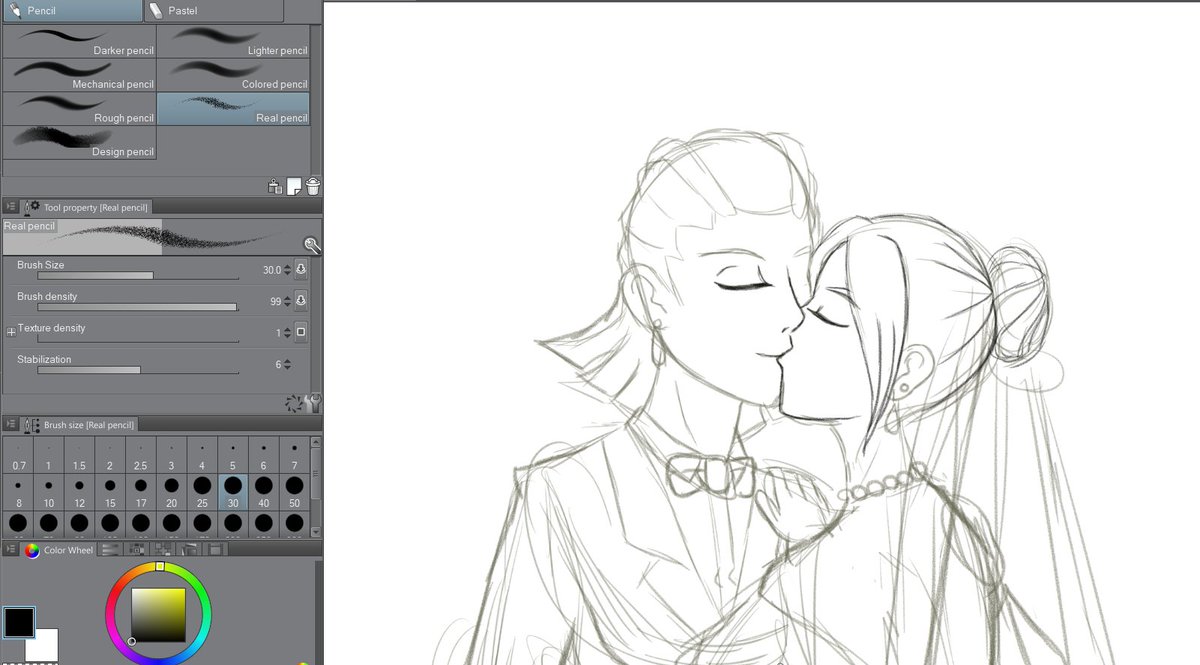 Pencil
Pastel
Darker pencil
Lighter pencil
Mechanical pencil
Colored pencil
Rough pencil
Real pencil
Design pencil
Tool property [Real pencil]
Real pencil
Brush Size 30.0
Brush density 99
Texture density 1
Stabilization 6
Brush size [Real pencil]
0.7 1 1.5 2 2.5 3 4 5 6 7
8 10 12 15 17 20 25 30 40 50
Color Wheel